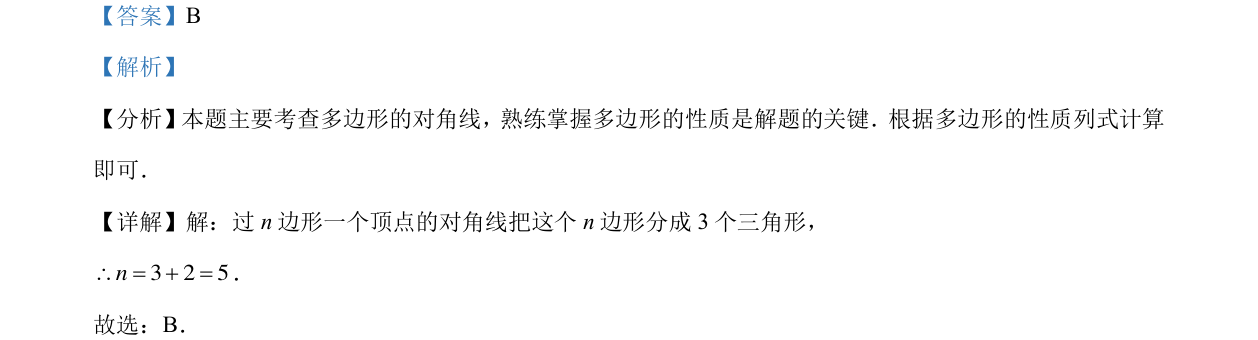 【答案】B
【解析】
【分析】本题主要考查多边形的对角线，熟练掌握多边形的性质是解题的关键．根据多边形的性质列式计算
即可．
【详解】解：过 n 边形一个顶点的对角线把这个 n 边形分成 3 个三角形，
∴n=3+2=5．
故选：B．